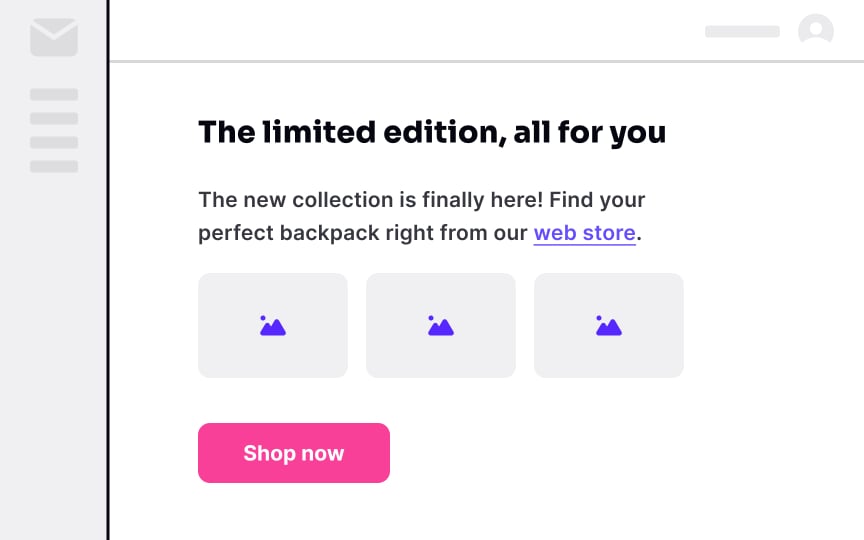 The limited edition, all for you
The new collection is finally here! Find your
perfect backpack right from our web store.
Shop now